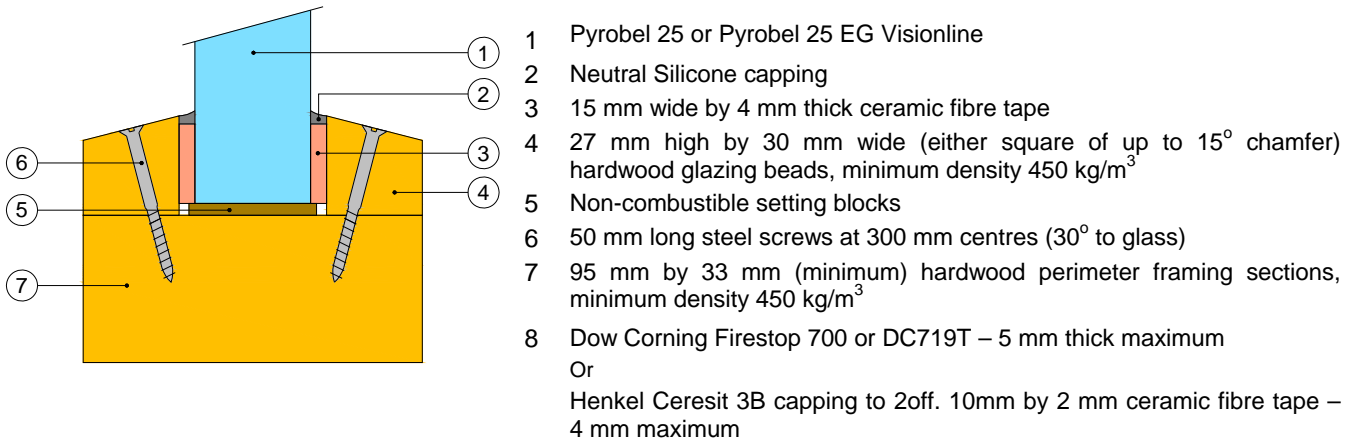 1 Pyrobel 25 or Pyrobel 25 EG Visionline
2 Neutral Silicone capping
3 15 mm wide by 4 mm thick ceramic fibre tape
4 27 mm high by 30 mm wide (either square of up to 15° chamfer)
hardwood glazing beads, minimum density 450 kg/m³
5 Non-combustible setting blocks
6 50 mm long steel screws at 300 mm centres (30° to glass)
7 95 mm by 33 mm (minimum) hardwood perimeter framing sections,
minimum density 450 kg/m³
8 Dow Corning Firestop 700 or DC719T – 5 mm thick maximum
Or
Henkel Ceresit 3B capping to 2off. 10mm by 2 mm ceramic fibre tape –
4 mm maximum
1
2
3
4
6
5
7